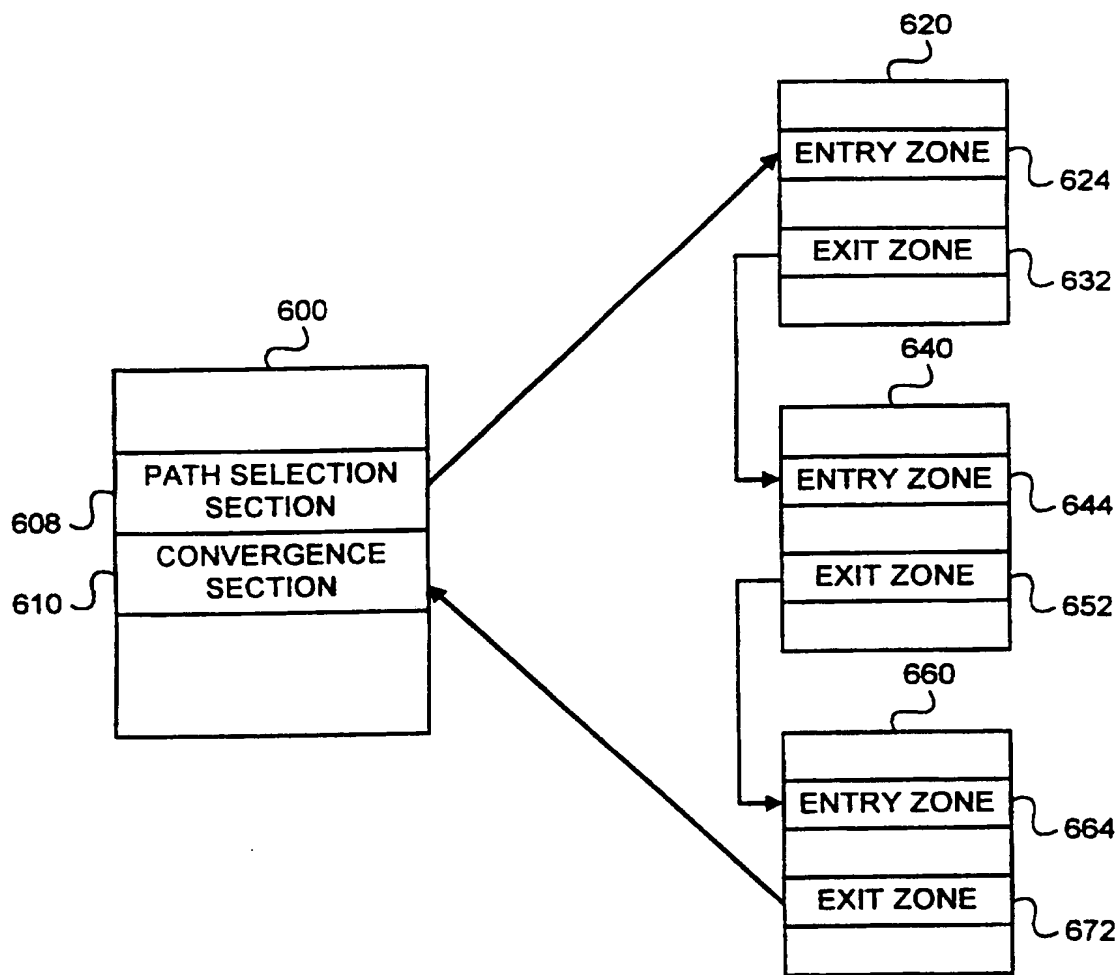 620
ENTRY ZONE
624
EXIT ZONE
632
600
PATH SELECTION
SECTION
608
CONVERGENCE
SECTION
610
640
ENTRY ZONE
644
EXIT ZONE
652
660
ENTRY ZONE
664
EXIT ZONE
672